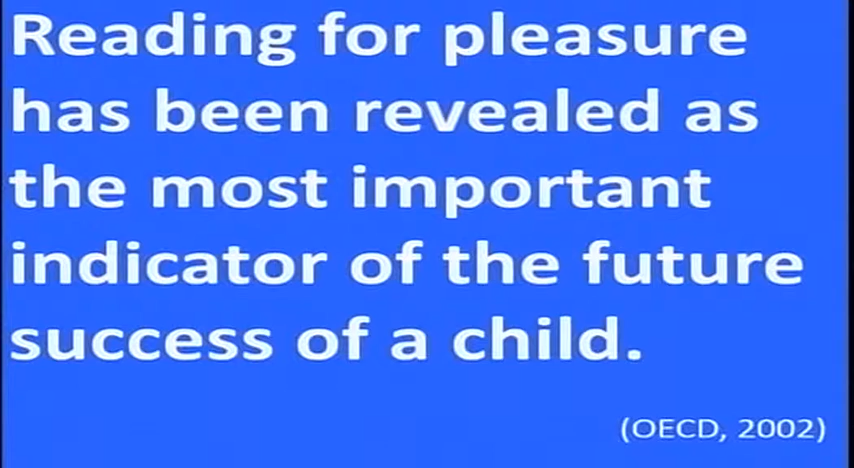 Reading for pleasure
has been revealed as
the most important
indicator of the future
success of a child.
(OECD, 2002)